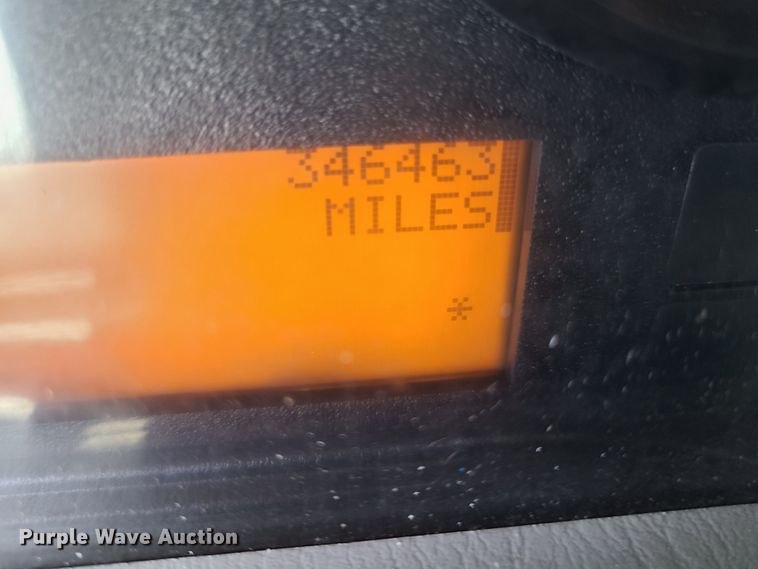 346463
MILES
*
Purple Wave Auction